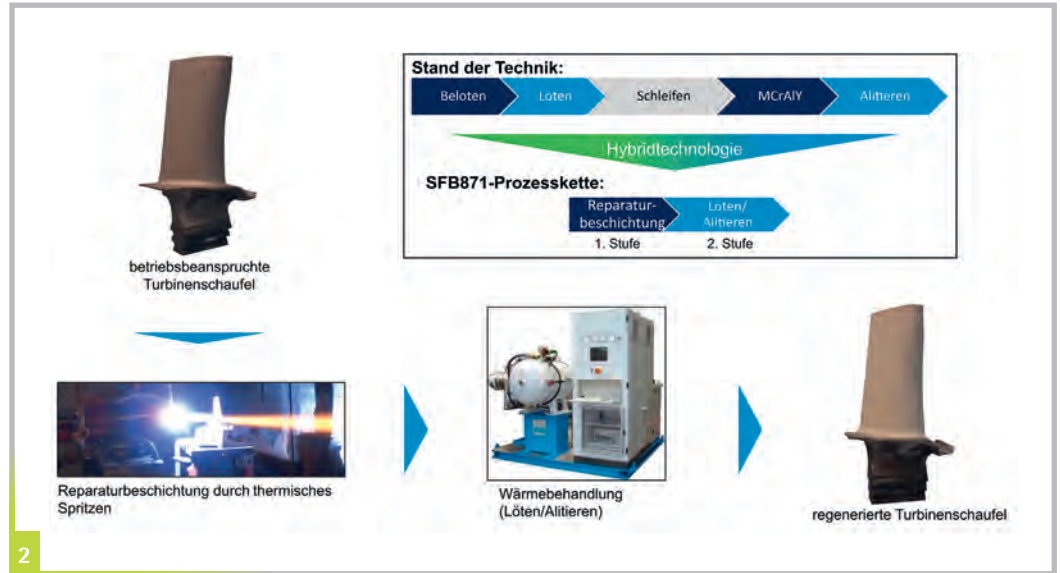 Stand der Technik:
Beloten
Löten
Schleifen
MCrAlY
Alitieren
Hybridtechnologie
SFB871-Prozesskette:
Reparatur-
beschichtung
Löten/
Alitieren
1. Stufe
2. Stufe
betriebsbeanspruchte
Turbinenschaufel
Reparaturbeschichtung durch thermisches
Spritzen
Wärmebehandlung
(Löten/Alitieren)
regenerierte Turbinenschaufel
2